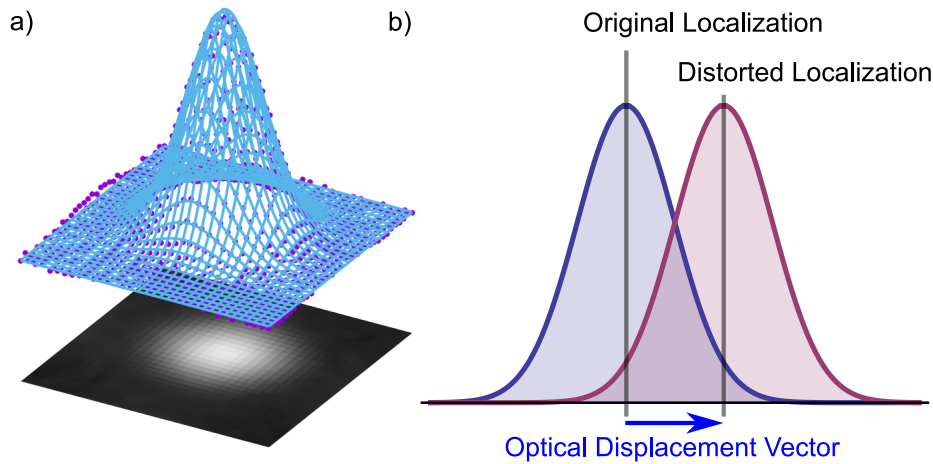 a)
b)
Original Localization
Distorted Localization
Optical Displacement Vector